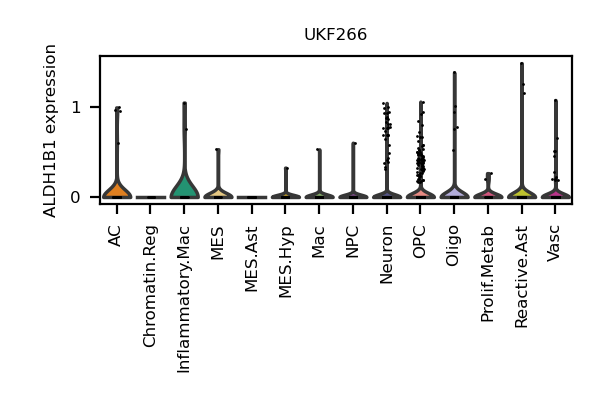 UKF266
ALDH1B1 expression
1
0
AC
Chromatin.Reg
Inflammatory.Mac
MES
MES.Ast
MES.Hyp
Mac
NPC
Neuron
OPC
Oligo
Prolif.Metab
Reactive.Ast
Vasc